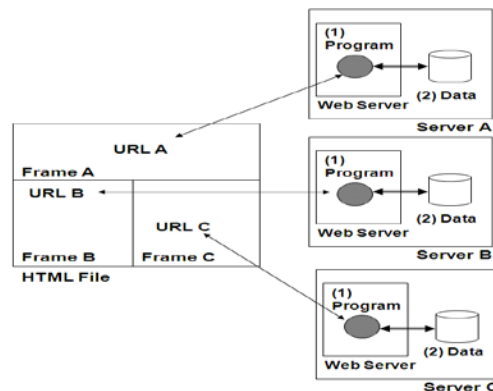 URL A
Frame A
URL B
Frame B
URL C
Frame C
HTML File
(1)
Program
(2) Data
Web Server
Server A
(1)
Program
(2) Data
Web Server
Server B
(1)
Program
(2) Data
Web Server
Server C